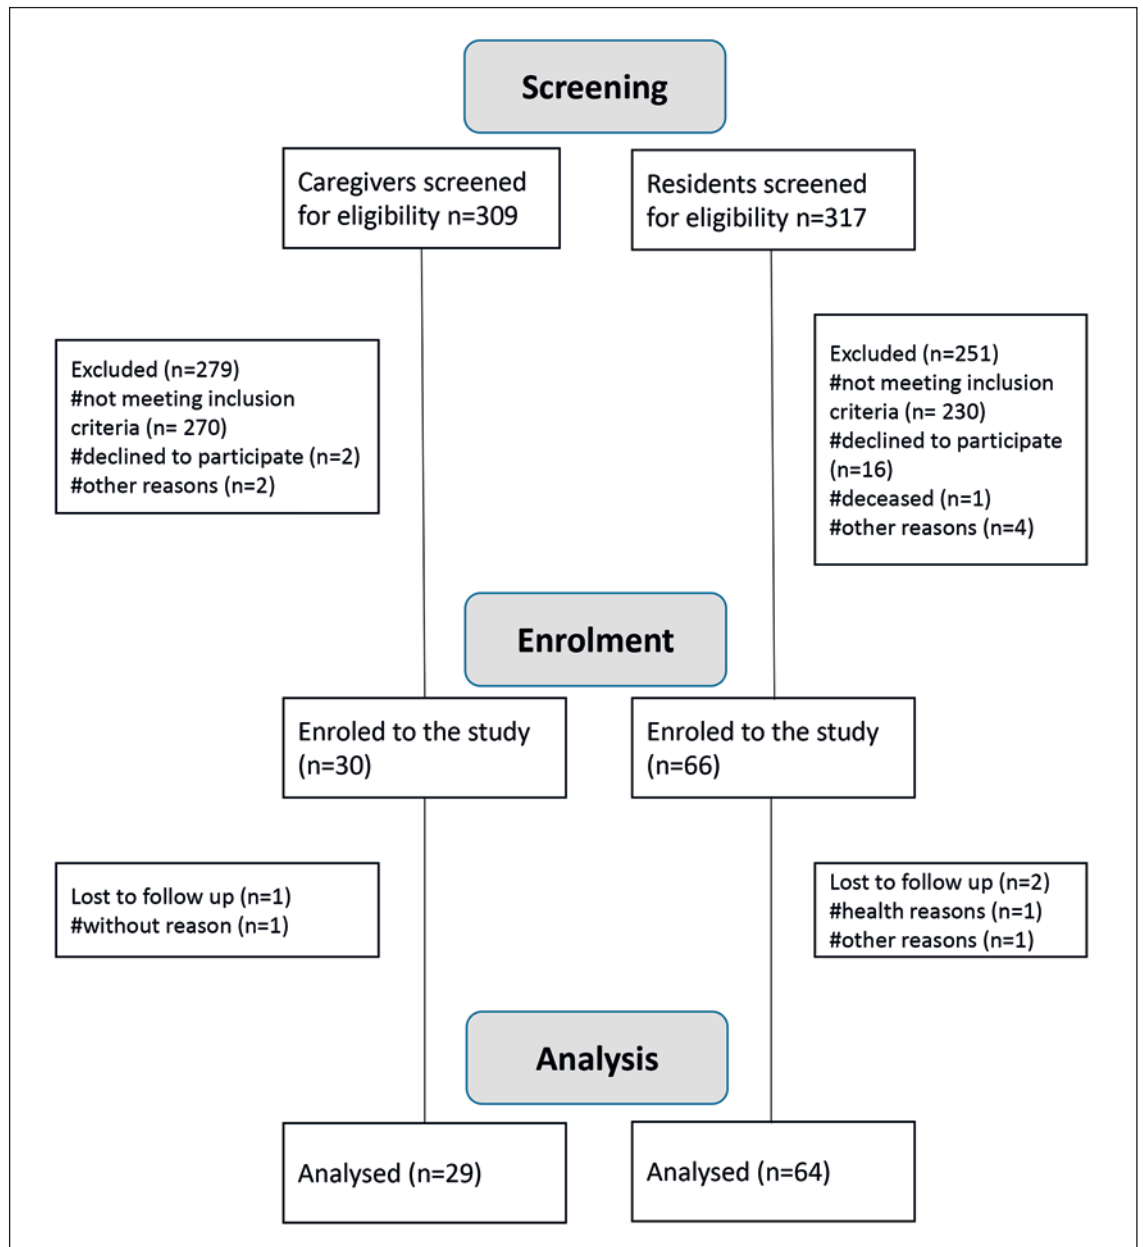 Screening
Caregivers screened
for eligibility n=309
Residents screened
for eligibility n=317
Excluded (n=279)
#not meeting inclusion
criteria (n= 270)
#declined to participate (n=2)
#other reasons (n=2)
Excluded (n=251)
#not meeting inclusion
criteria (n= 230)
#declined to participate
(n=16)
#deceased (n=1)
#other reasons (n=4)
Enrolment
Enroled to the study
(n=30)
Enroled to the study
(n=66)
Lost to follow up (n=1)
#without reason (n=1)
Lost to follow up (n=2)
#health reasons (n=1)
#other reasons (n=1)
Analysis
Analysed (n=29)
Analysed (n=64)